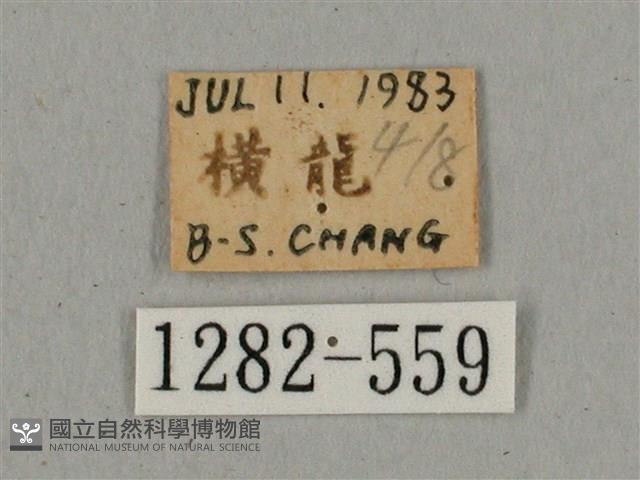 JUL 11. 1983
橫龍 4/8
B-S. CHANG
1282-559
國立自然科學博物館
NATIONAL MUSEUM OF NATURAL SCIENCE